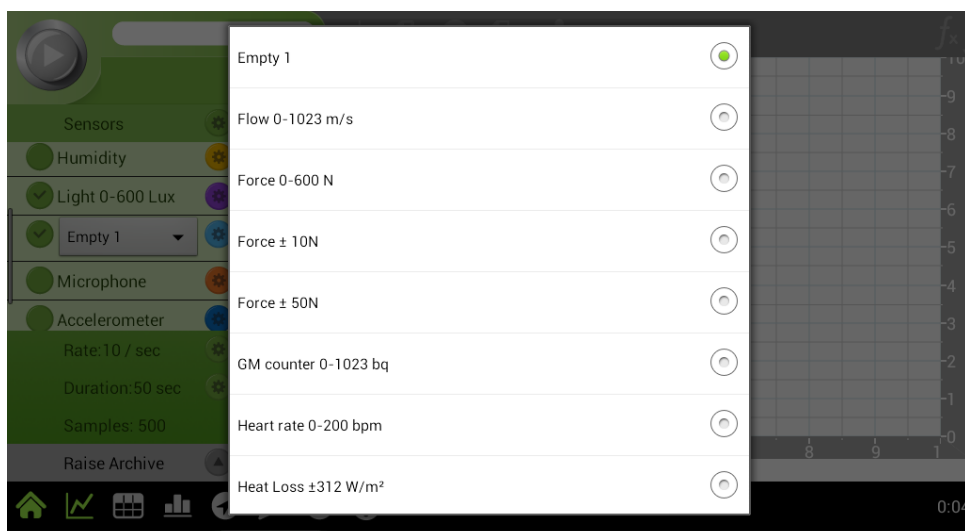 Sensors
Humidity
Light 0-600 Lux
Empty 1
Microphone
Accelerometer
Rate:10 / sec
Duration:50 sec
Samples: 500
Raise Archive
Empty 1
Flow 0-1023 m/s
Force 0-600 N
Force ± 10N
Force ± 50N
GM counter 0-1023 bq
Heart rate 0-200 bpm
Heat Loss ±312 W/m²
fx
10
9
8
7
6
5
4
3
2
1
0
8
9
0:04